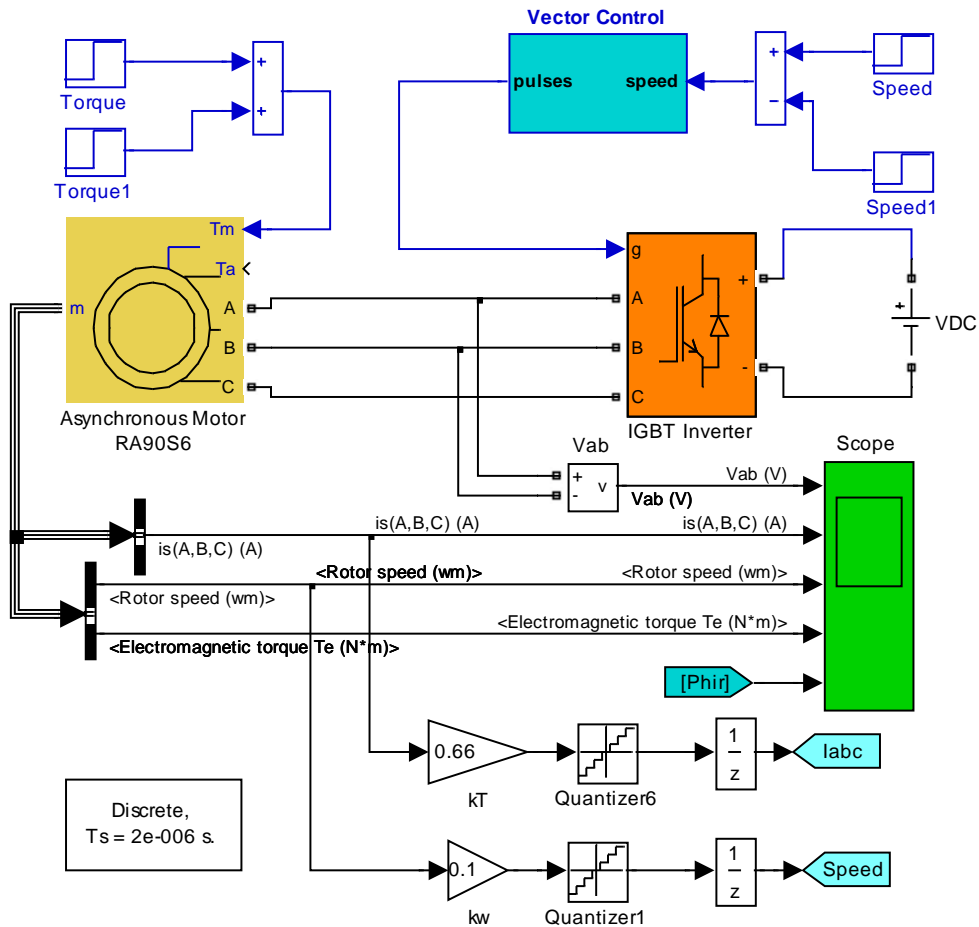 Vector Control
pulses
speed
+
+
+
−
Torque
Torque1
Speed
Speed1
Tm
Ta
m
A
B
C
g
A
B
C
+
-
+
VDC
Asynchronous Motor
RA90S6
IGBT Inverter
Scope
Vab
+
-
v
Vab (V)
Vab (V)
is(A,B,C) (A)
is(A,B,C) (A)
is(A,B,C) (A)
<Rotor speed (wm)>
<Rotor speed (wm)>
<Rotor speed (wm)>
<Electromagnetic torque Te (N*m)>
<Electromagnetic torque Te (N*m)>
[Phir]
0.66
kT
Quantizer6
1
z
Iabc
Discrete,
Ts = 2e-006 s.
0.1
kw
Quantizer1
1
z
Speed